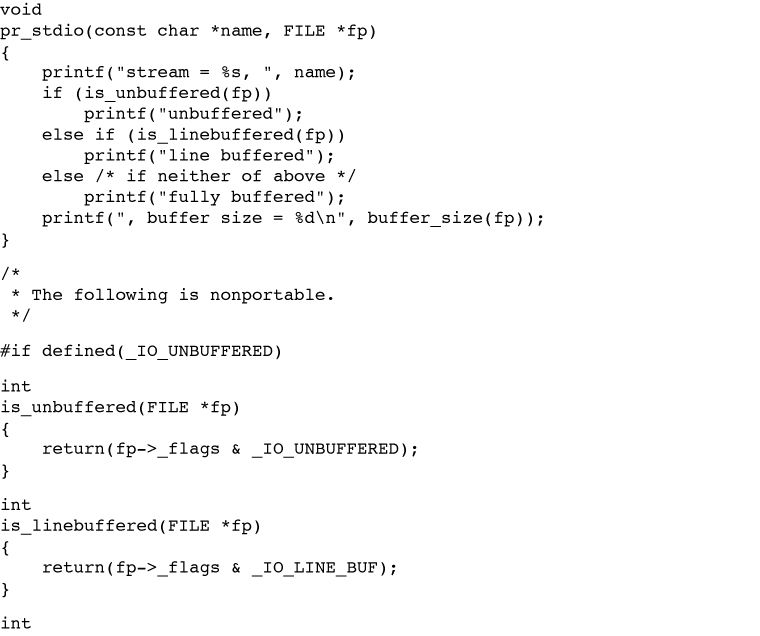 void
pr_stdio(const char *name, FILE *fp)
{
    printf("stream = %s, ", name);
    if (is_unbuffered(fp))
        printf("unbuffered");
    else if (is_linebuffered(fp))
        printf("line buffered");
    else /* if neither of above */
        printf("fully buffered");
    printf(", buffer size = %d\n", buffer_size(fp));
}
/*
 * The following is nonportable.
 */
#if defined(_IO_UNBUFFERED)
int
is_unbuffered(FILE *fp)
{
    return(fp->_flags & _IO_UNBUFFERED);
}
int
is_linebuffered(FILE *fp)
{
    return(fp->_flags & _IO_LINE_BUF);
}
int